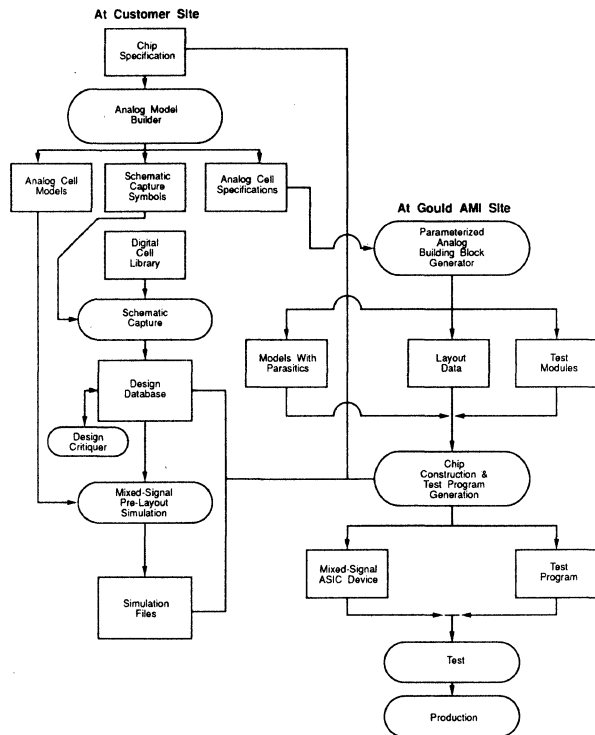 At Customer Site
Chip
Specification
Analog Model
Builder
Analog Cell
Models
Schematic
Capture
Symbols
Analog Cell
Specifications
Digital
Cell
Library
Schematic
Capture
Design
Database
Design
Critiquer
Mixed-Signal
Pre-Layout
Simulation
Simulation
Files
At Gould AMI Site
Parameterized
Analog
Building Block
Generator
Models With
Parasitics
Layout
Data
Test
Modules
Chip
Construction &
Test Program
Generation
Mixed-Signal
ASIC Device
Test
Program
Test
Production